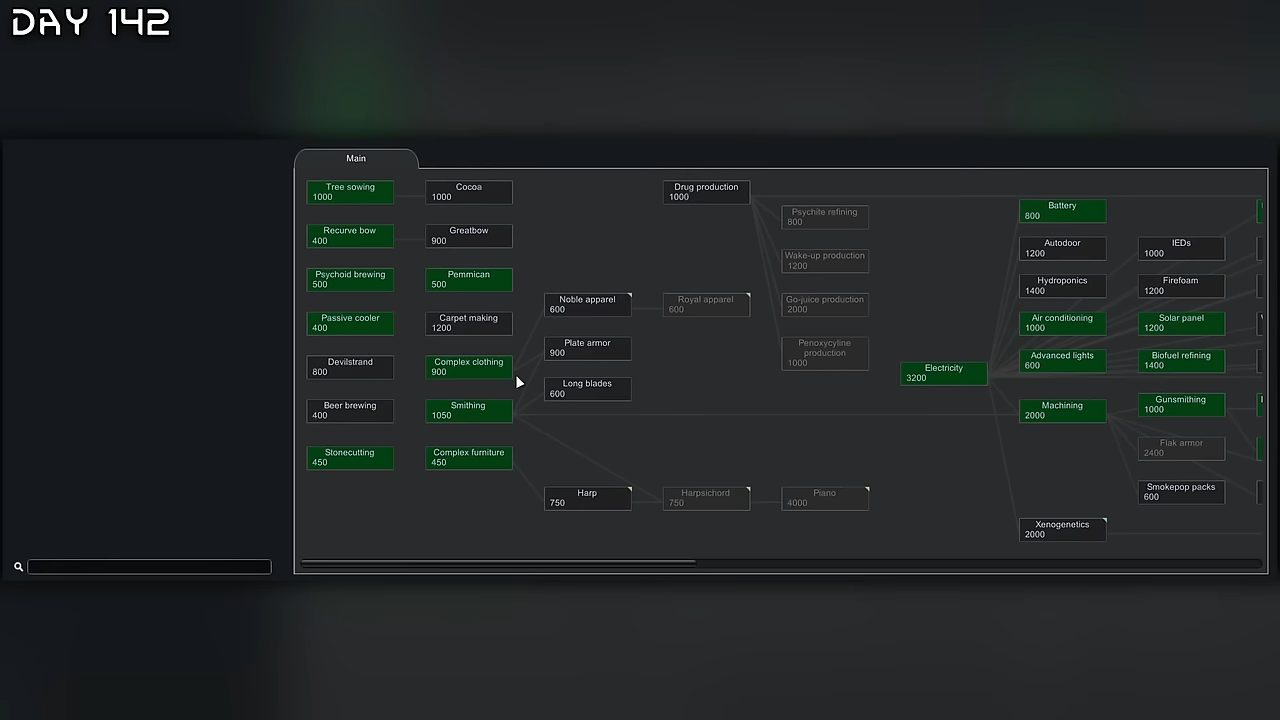 DAY 142
Main
Tree sowing
1000
Cocoa
1000
Drug production
1000
Recurve bow
400
Greatbow
900
Psychite refining
800
Battery
800
Psychoid brewing
500
Pemmican
500
Wake-up production
1200
Autodoor
1200
IEDs
1000
Passive cooler
400
Carpet making
1200
Noble apparel
600
Royal apparel
600
Go-juice production
2000
Hydroponics
1400
Firefoam
1200
Plate armor
900
Penoxycyline
production
1000
Air conditioning
1000
Solar panel
1200
Devilstrand
800
Complex clothing
900
Long blades
600
Electricity
3200
Advanced lights
600
Biofuel refining
1400
Beer brewing
400
Smithing
1050
Machining
2000
Gunsmithing
1000
Stonecutting
450
Complex furniture
450
Flak armor
2400
Harp
750
Harpsichord
750
Piano
4000
Smokepop packs
600
Xenogenetics
2000